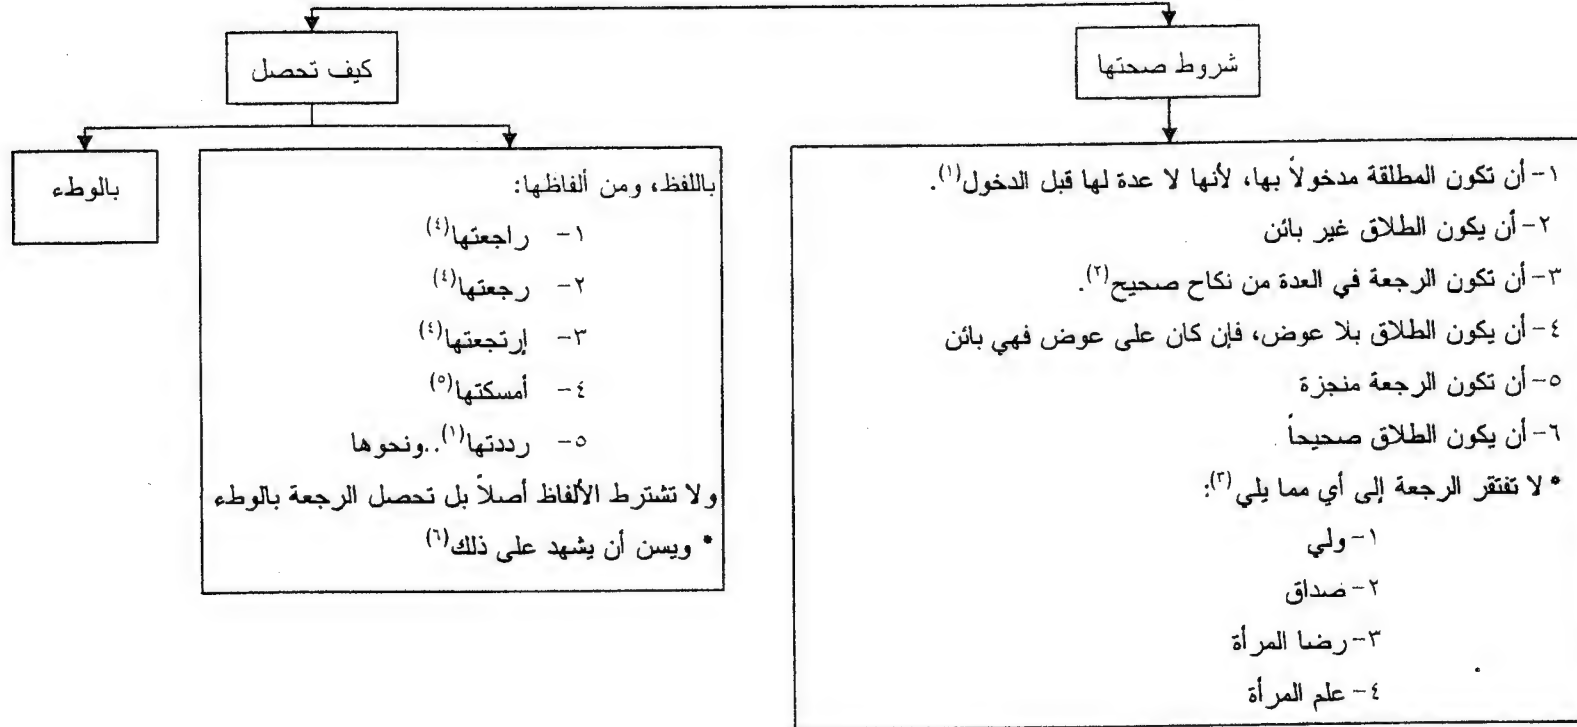 شروط صحتها
١- أن تكون المطلقة مدخولاً بها، لأنها لا عدة لها قبل الدخول(١).
٢- أن يكون الطلاق غير بائن
٣- أن تكون الرجعة في العدة من نكاح صحيح(٢).
٤- أن يكون الطلاق بلا عوض، فإن كان على عوض فهي بائن
٥- أن تكون الرجعة منجزة
٦- أن يكون الطلاق صحيحاً
* لا تفتقر الرجعة إلى أي مما يلي(٣):
١- ولي
٢- صداق
٣- رضا المرأة
٤- علم المرأة
كيف تحصل
باللفظ، ومن ألفاظها:
١- راجعتها(٤)
٢- رجعتها(٤)
٣- إرتجعتها(٤)
٤- أمسكتها(٥)
٥- رددتها(١)..ونحوها
ولا تشترط الألفاظ أصلاً بل تحصل الرجعة بالوطء
* ويسن أن يشهد على ذلك(٦)
بالوطء